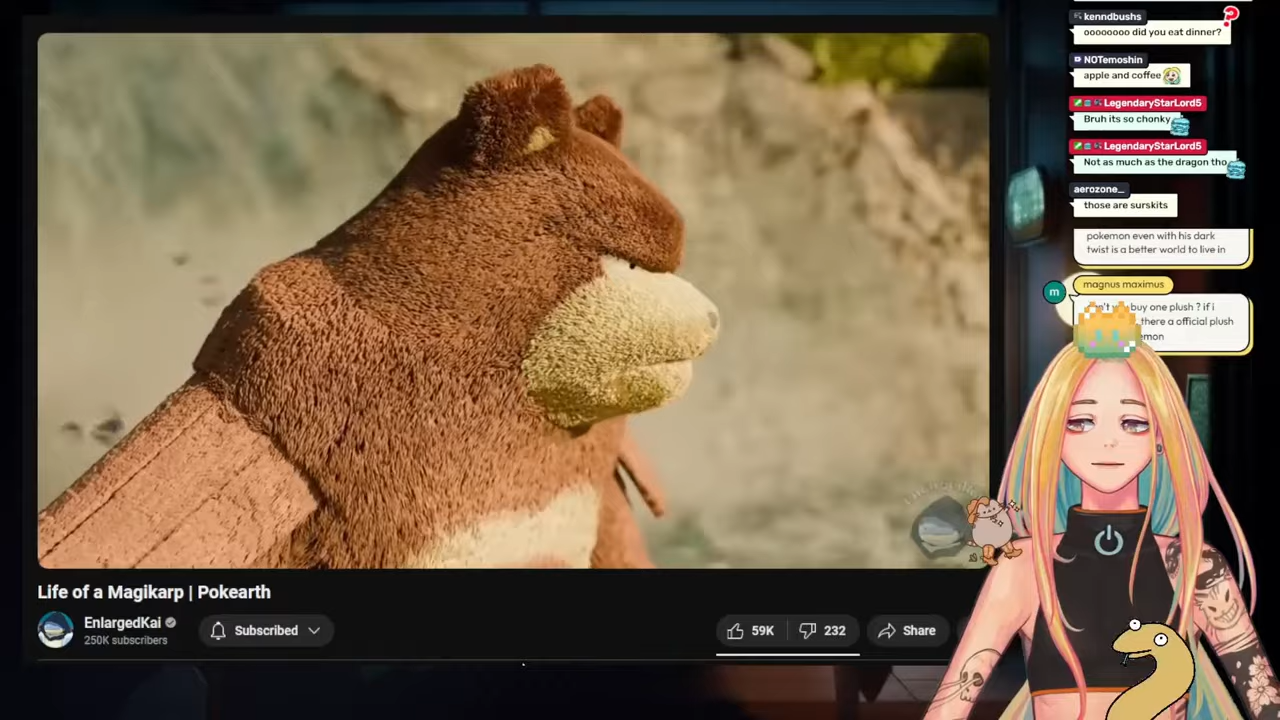 kenndbushs
oooooooo did you eat dinner?
NOTemoshin
apple and coffee
LegendaryStarLord5
Bruh its so chonky
LegendaryStarLord5
Not as much as the dragon tho
aerozone_
those are surskits
pokemon even with his dark
twist is a better world to live in
m
magnus maximus
buy one plush ? if i
there a official plush
Life of a Magikarp | Pokearth
EnlargedKai
250K subscribers
Subscribed
59K
232
Share